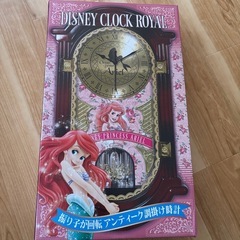 DISNEY CLOCK ROYAL
THE PRINCESS ARIEL
振り子が回転 アンティーク調掛け時計